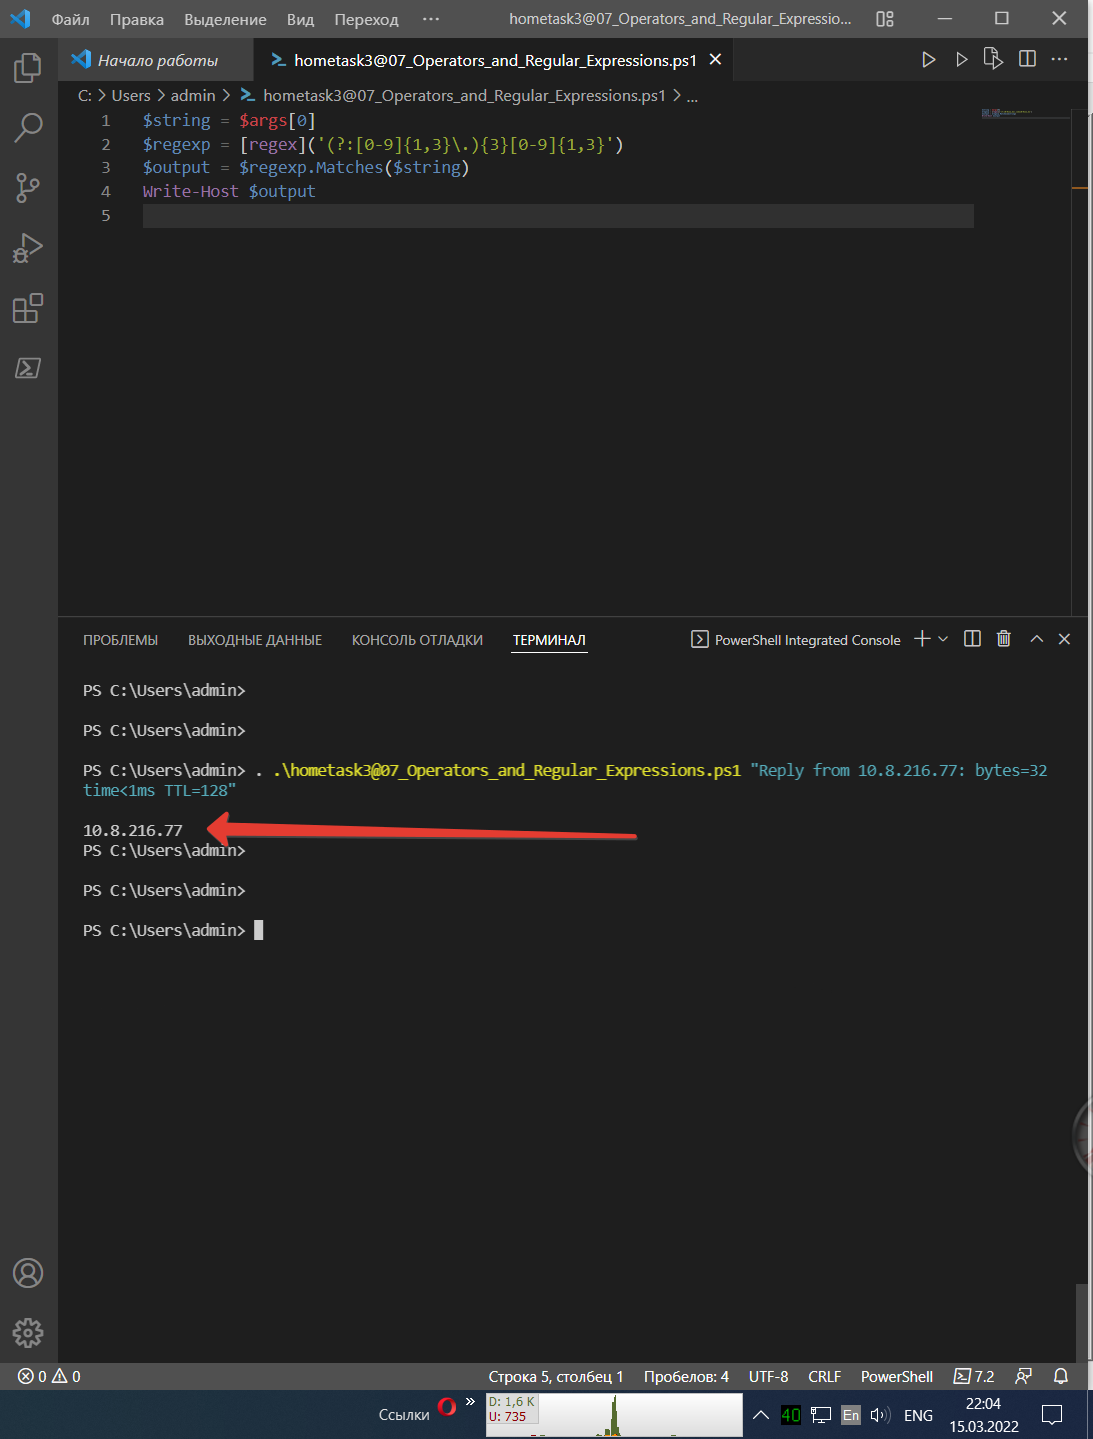 Файл Правка Выделение Вид Переход ··· hometask3@07_Operators_and_Regular_Expressio...
Начало работы hometask3@07_Operators_and_Regular_Expressions.ps1
C: > Users > admin > hometask3@07_Operators_and_Regular_Expressions.ps1 > ...
1 $string = $args[0]
2 $regexp = [regex]('(?:[0-9]{1,3}\.){3}[0-9]{1,3}')
3 $output = $regexp.Matches($string)
4 Write-Host $output
5
ПРОБЛЕМЫ ВЫХОДНЫЕ ДАННЫЕ КОНСОЛЬ ОТЛАДКИ ТЕРМИНАЛ PowerShell Integrated Console
PS C:\Users\admin>
PS C:\Users\admin>
PS C:\Users\admin> . .\hometask3@07_Operators_and_Regular_Expressions.ps1 "Reply from 10.8.216.77: bytes=32
time<1ms TTL=128"
10.8.216.77
PS C:\Users\admin>
PS C:\Users\admin>
PS C:\Users\admin>
0 0 Строка 5, столбец 1 Пробелов: 4 UTF-8 CRLF PowerShell 7.2
Ссылки » D: 1,6 K 40 En ENG 22:04
U: 735 15.03.2022